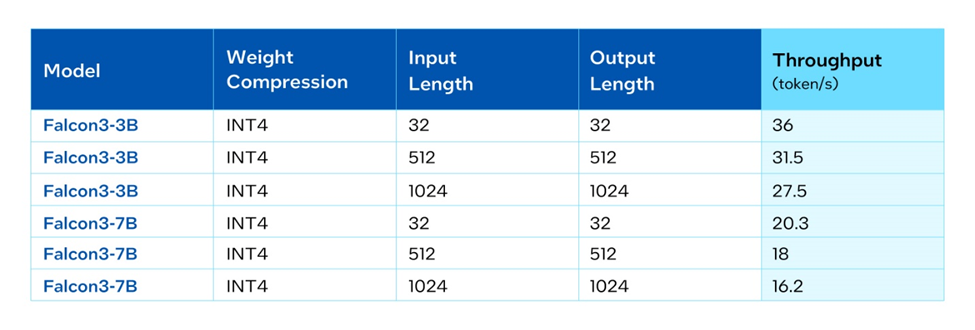 Model Weight Compression Input Length Output Length Throughput (token/s)
Falcon3-3B INT4 32 32 36
Falcon3-3B INT4 512 512 31.5
Falcon3-3B INT4 1024 1024 27.5
Falcon3-7B INT4 32 32 20.3
Falcon3-7B INT4 512 512 18
Falcon3-7B INT4 1024 1024 16.2